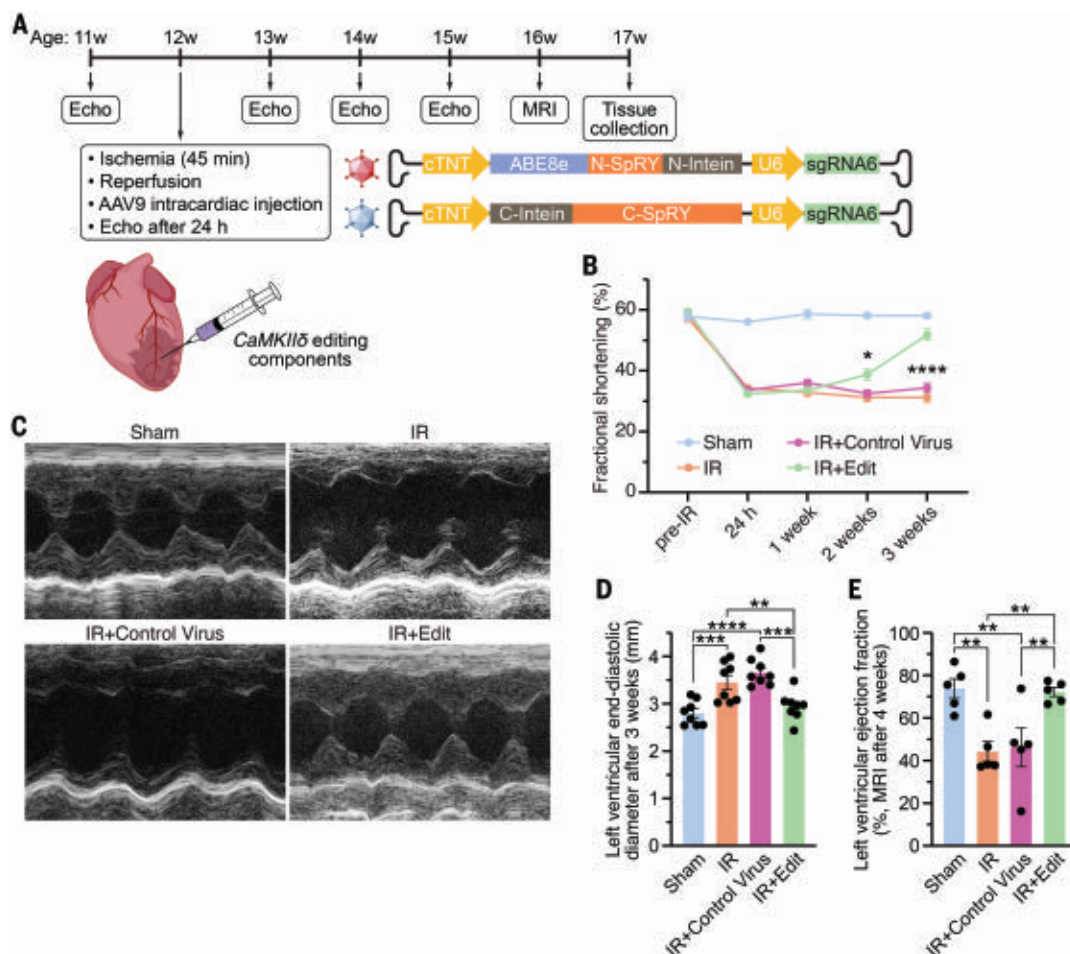 A
Age: 11w 12w 13w 14w 15w 16w 17w
Echo Echo Echo Echo MRI Tissue
collection
• Ischemia (45 min)
• Reperfusion
• AAV9 intracardiac injection
• Echo after 24 h
cTNT ABE8e N-SpRY N-Intein U6 sgRNA6
cTNT C-Intein C-SpRY U6 sgRNA6
CaMKIIδ editing
components
B
Fractional shortening (%)
60
40
20
0
*
****
Sham IR+Control Virus
IR IR+Edit
pre-IR 24 h 1 week 2 weeks 3 weeks
C
Sham IR
IR+Control Virus IR+Edit
D
Left ventricular end-diastolic
diameter after 3 weeks (mm)
**
****
*** ***
4
3
2
1
0
Sham IR IR+Control Virus IR+Edit
E
Left ventricular ejection fraction
(%, MRI after 4 weeks)
**
**
** **
100
80
60
40
20
0
Sham IR IR+Control Virus IR+Edit